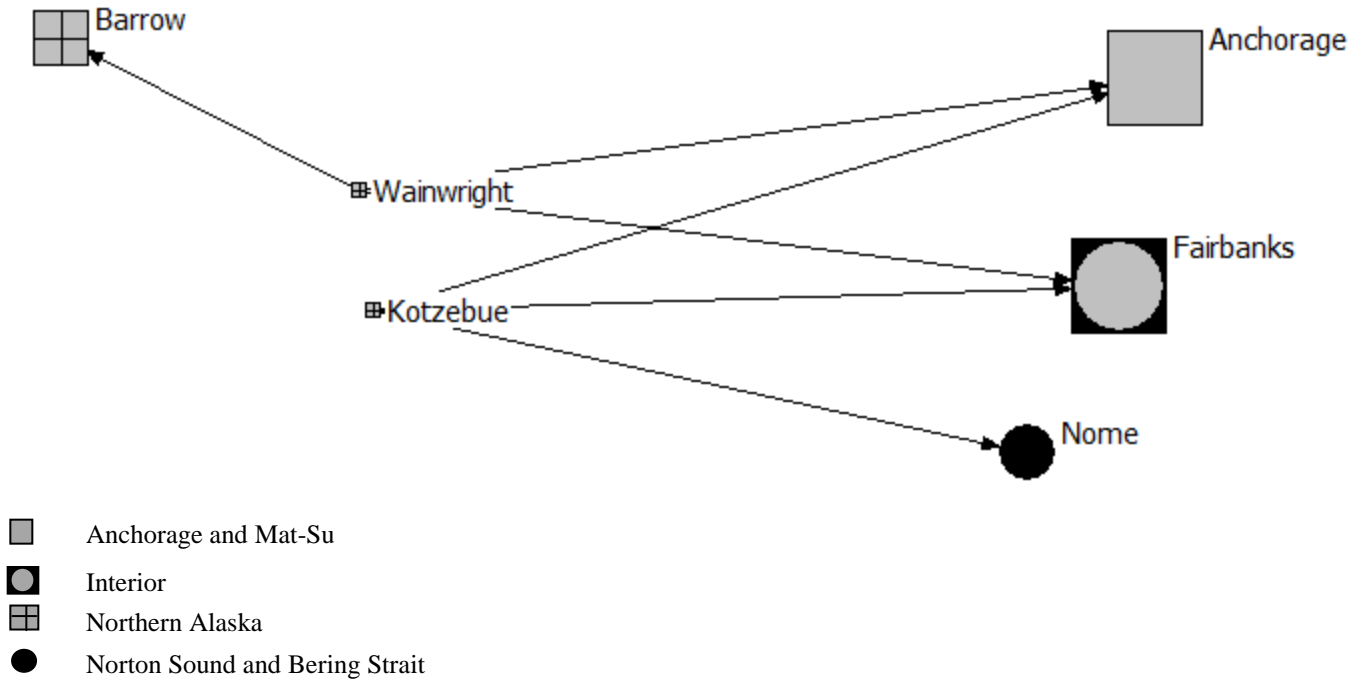 Barrow
Anchorage
Wainwright
Fairbanks
Kotzebue
Nome
Anchorage and Mat-Su
Interior
Northern Alaska
Norton Sound and Bering Strait